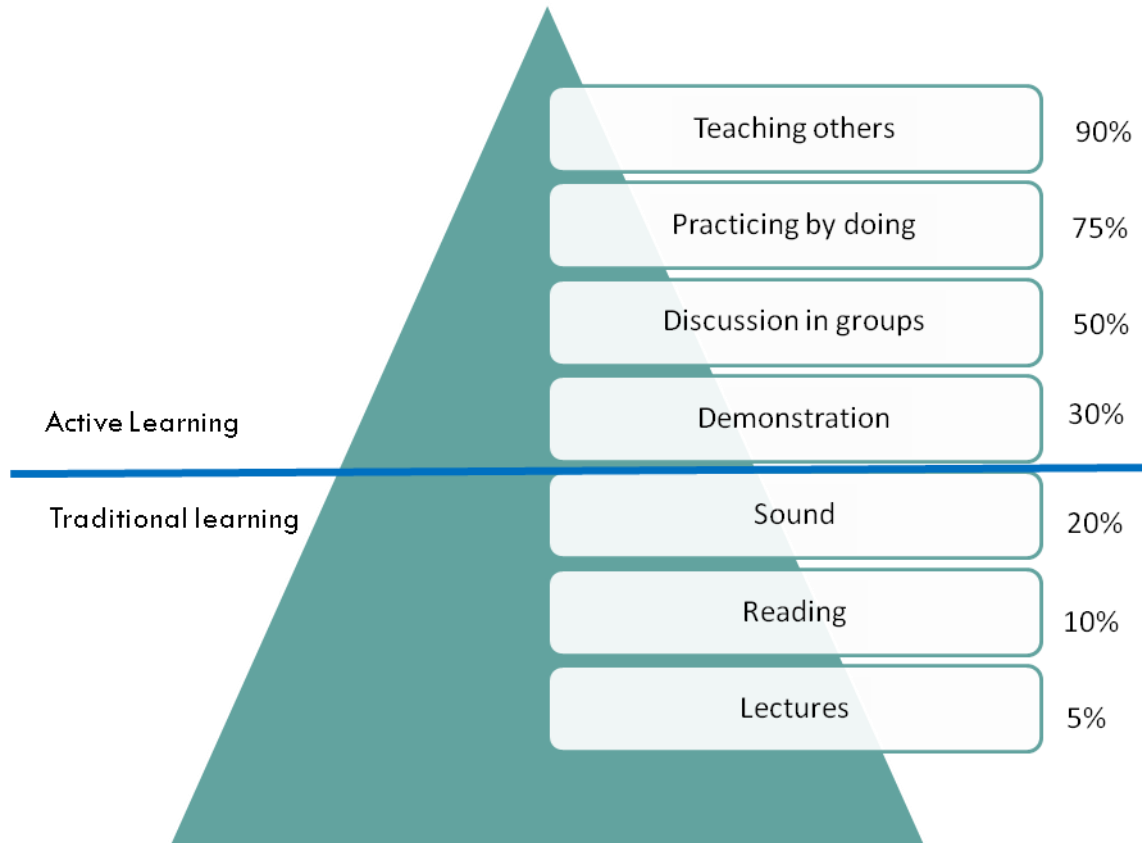 Teaching others 90%
Practicing by doing 75%
Discussion in groups 50%
Active Learning Demonstration 30%
Traditional learning Sound 20%
Reading 10%
Lectures 5%